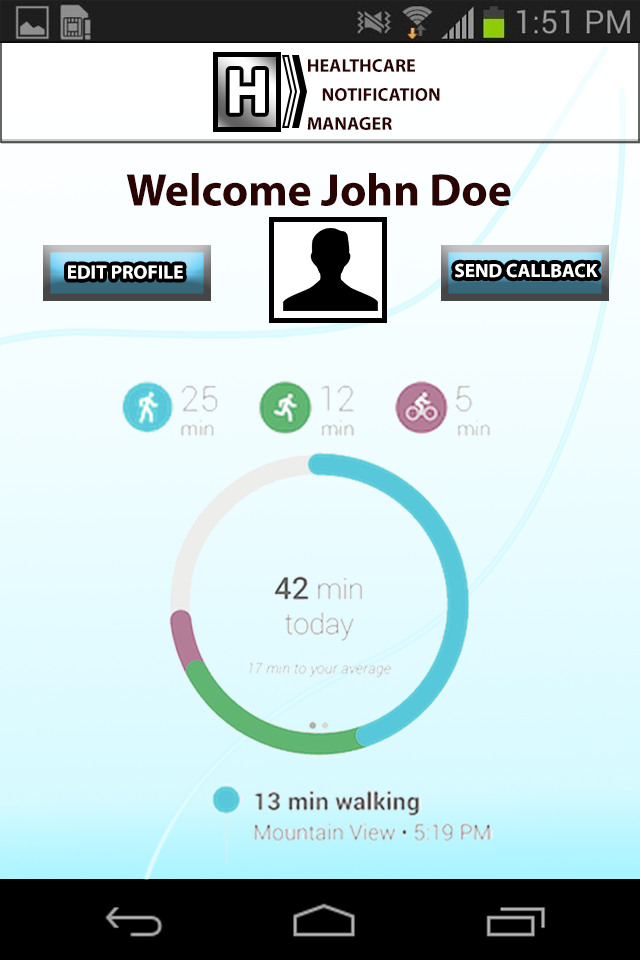 1:51 PM
H
HEALTHCARE
NOTIFICATION
MANAGER
Welcome John Doe
EDIT PROFILE
SEND CALLBACK
25
min
12
min
5
min
42 min
today
17 min to your average
13 min walking
Mountain View • 5:19 PM